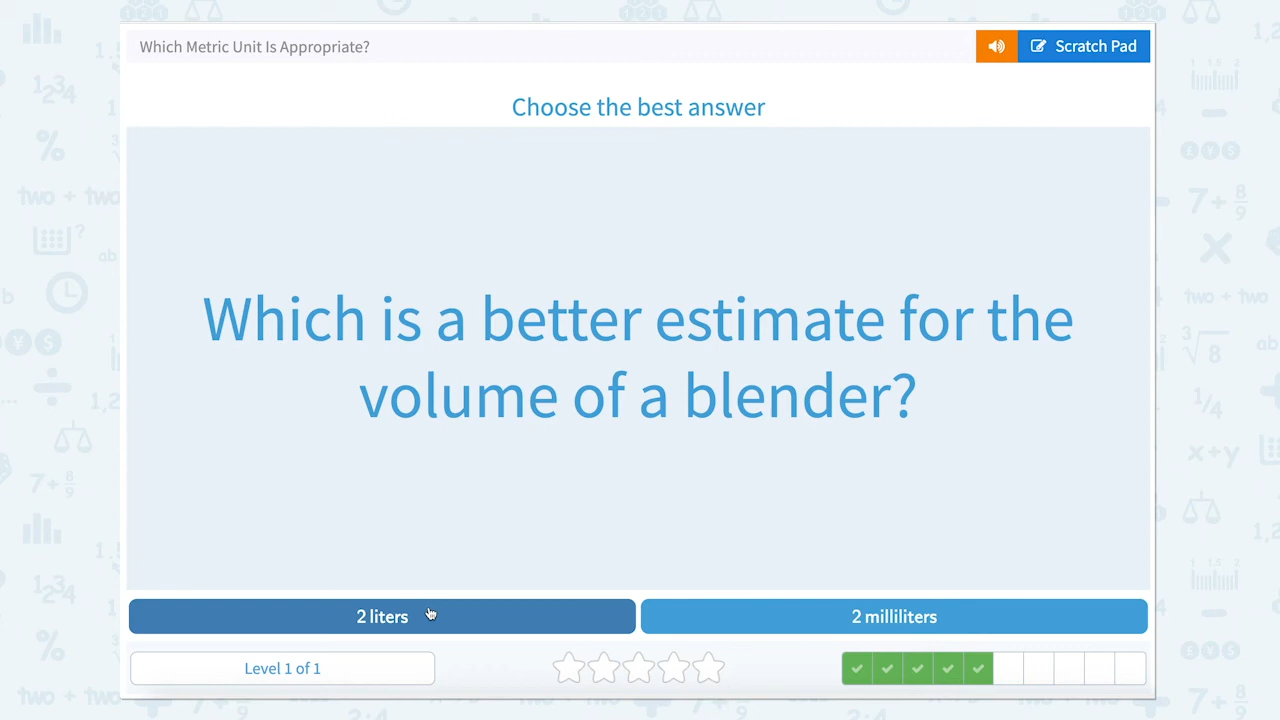 Which Metric Unit Is Appropriate?
Scratch Pad
Choose the best answer
Which is a better estimate for the
volume of a blender?
2 liters
2 milliliters
Level 1 of 1